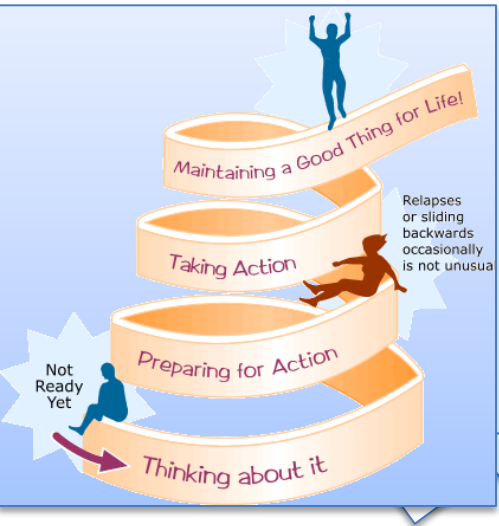 Maintaining a Good Thing for Life!
Relapses
or sliding
backwards
occasionally
is not unusual
Taking Action
Preparing for Action
Not
Ready
Yet
Thinking about it